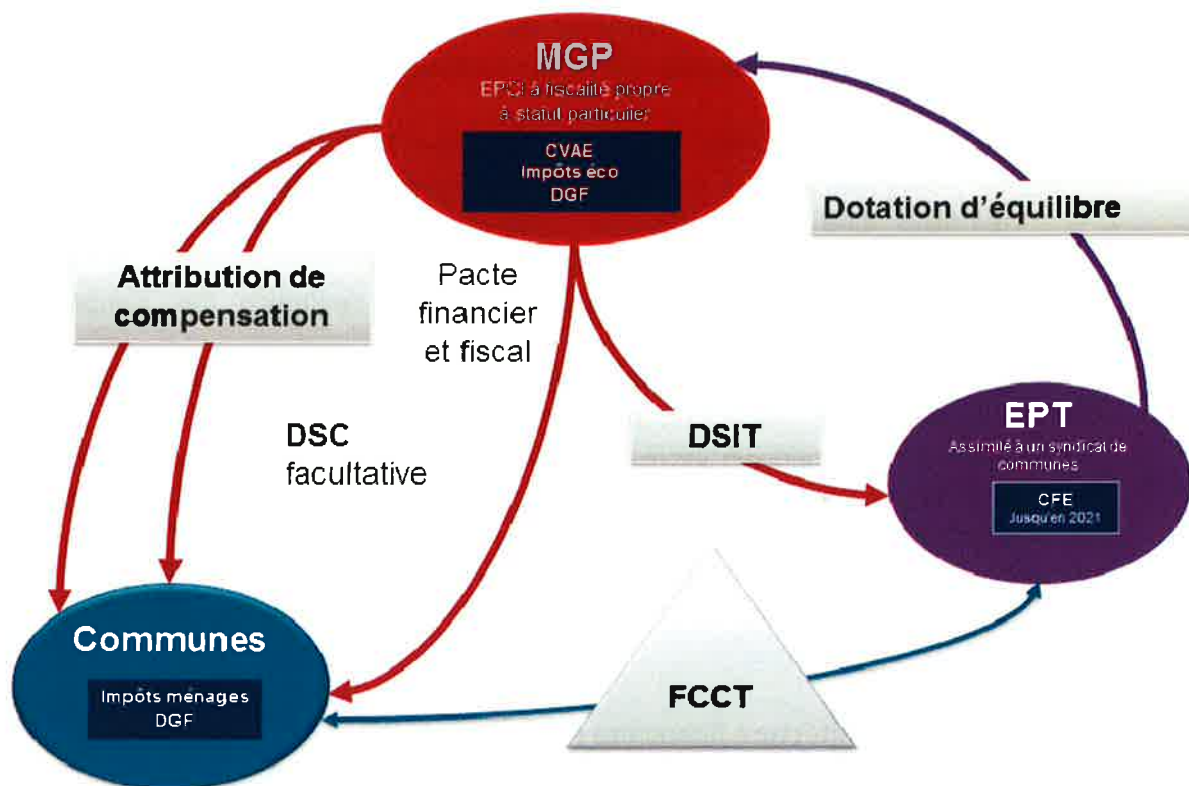 MGP
EPCI à fiscalité propre
à statut particulier
CVAE
Impôts éco
DGF
Dotation d'équilibre
Attribution de
compensation
Pacte
financier
et fiscal
DSC
facultative
DSIT
EPT
Assimilé à un syndicat de
communes
CFE
Jusqu'en 2021
Communes
Impôts ménages
DGF
FCCT